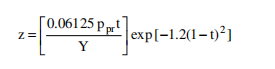 z = [0.06125 p_pr t / Y] exp[−1.2(1−t)²]